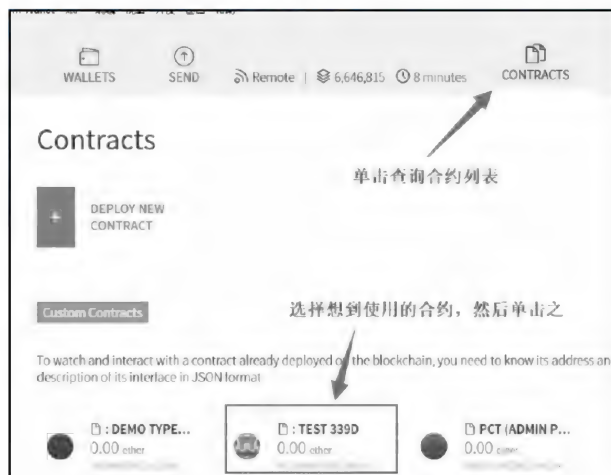 WALLETS
SEND
Remote | 6,646,815 8 minutes
CONTRACTS
Contracts
单击查询合约列表
DEPLOY NEW
CONTRACT
Custom Contracts
选择想到使用的合约，然后单击之
To watch and interact with a contract already deployed on the blockchain, you need to know its address an
description of its interface in JSON format
: DEMO TYPE...
: TEST 339D
PCT (ADMIN P...
0.00 ether
0.00 ether
0.00 ether